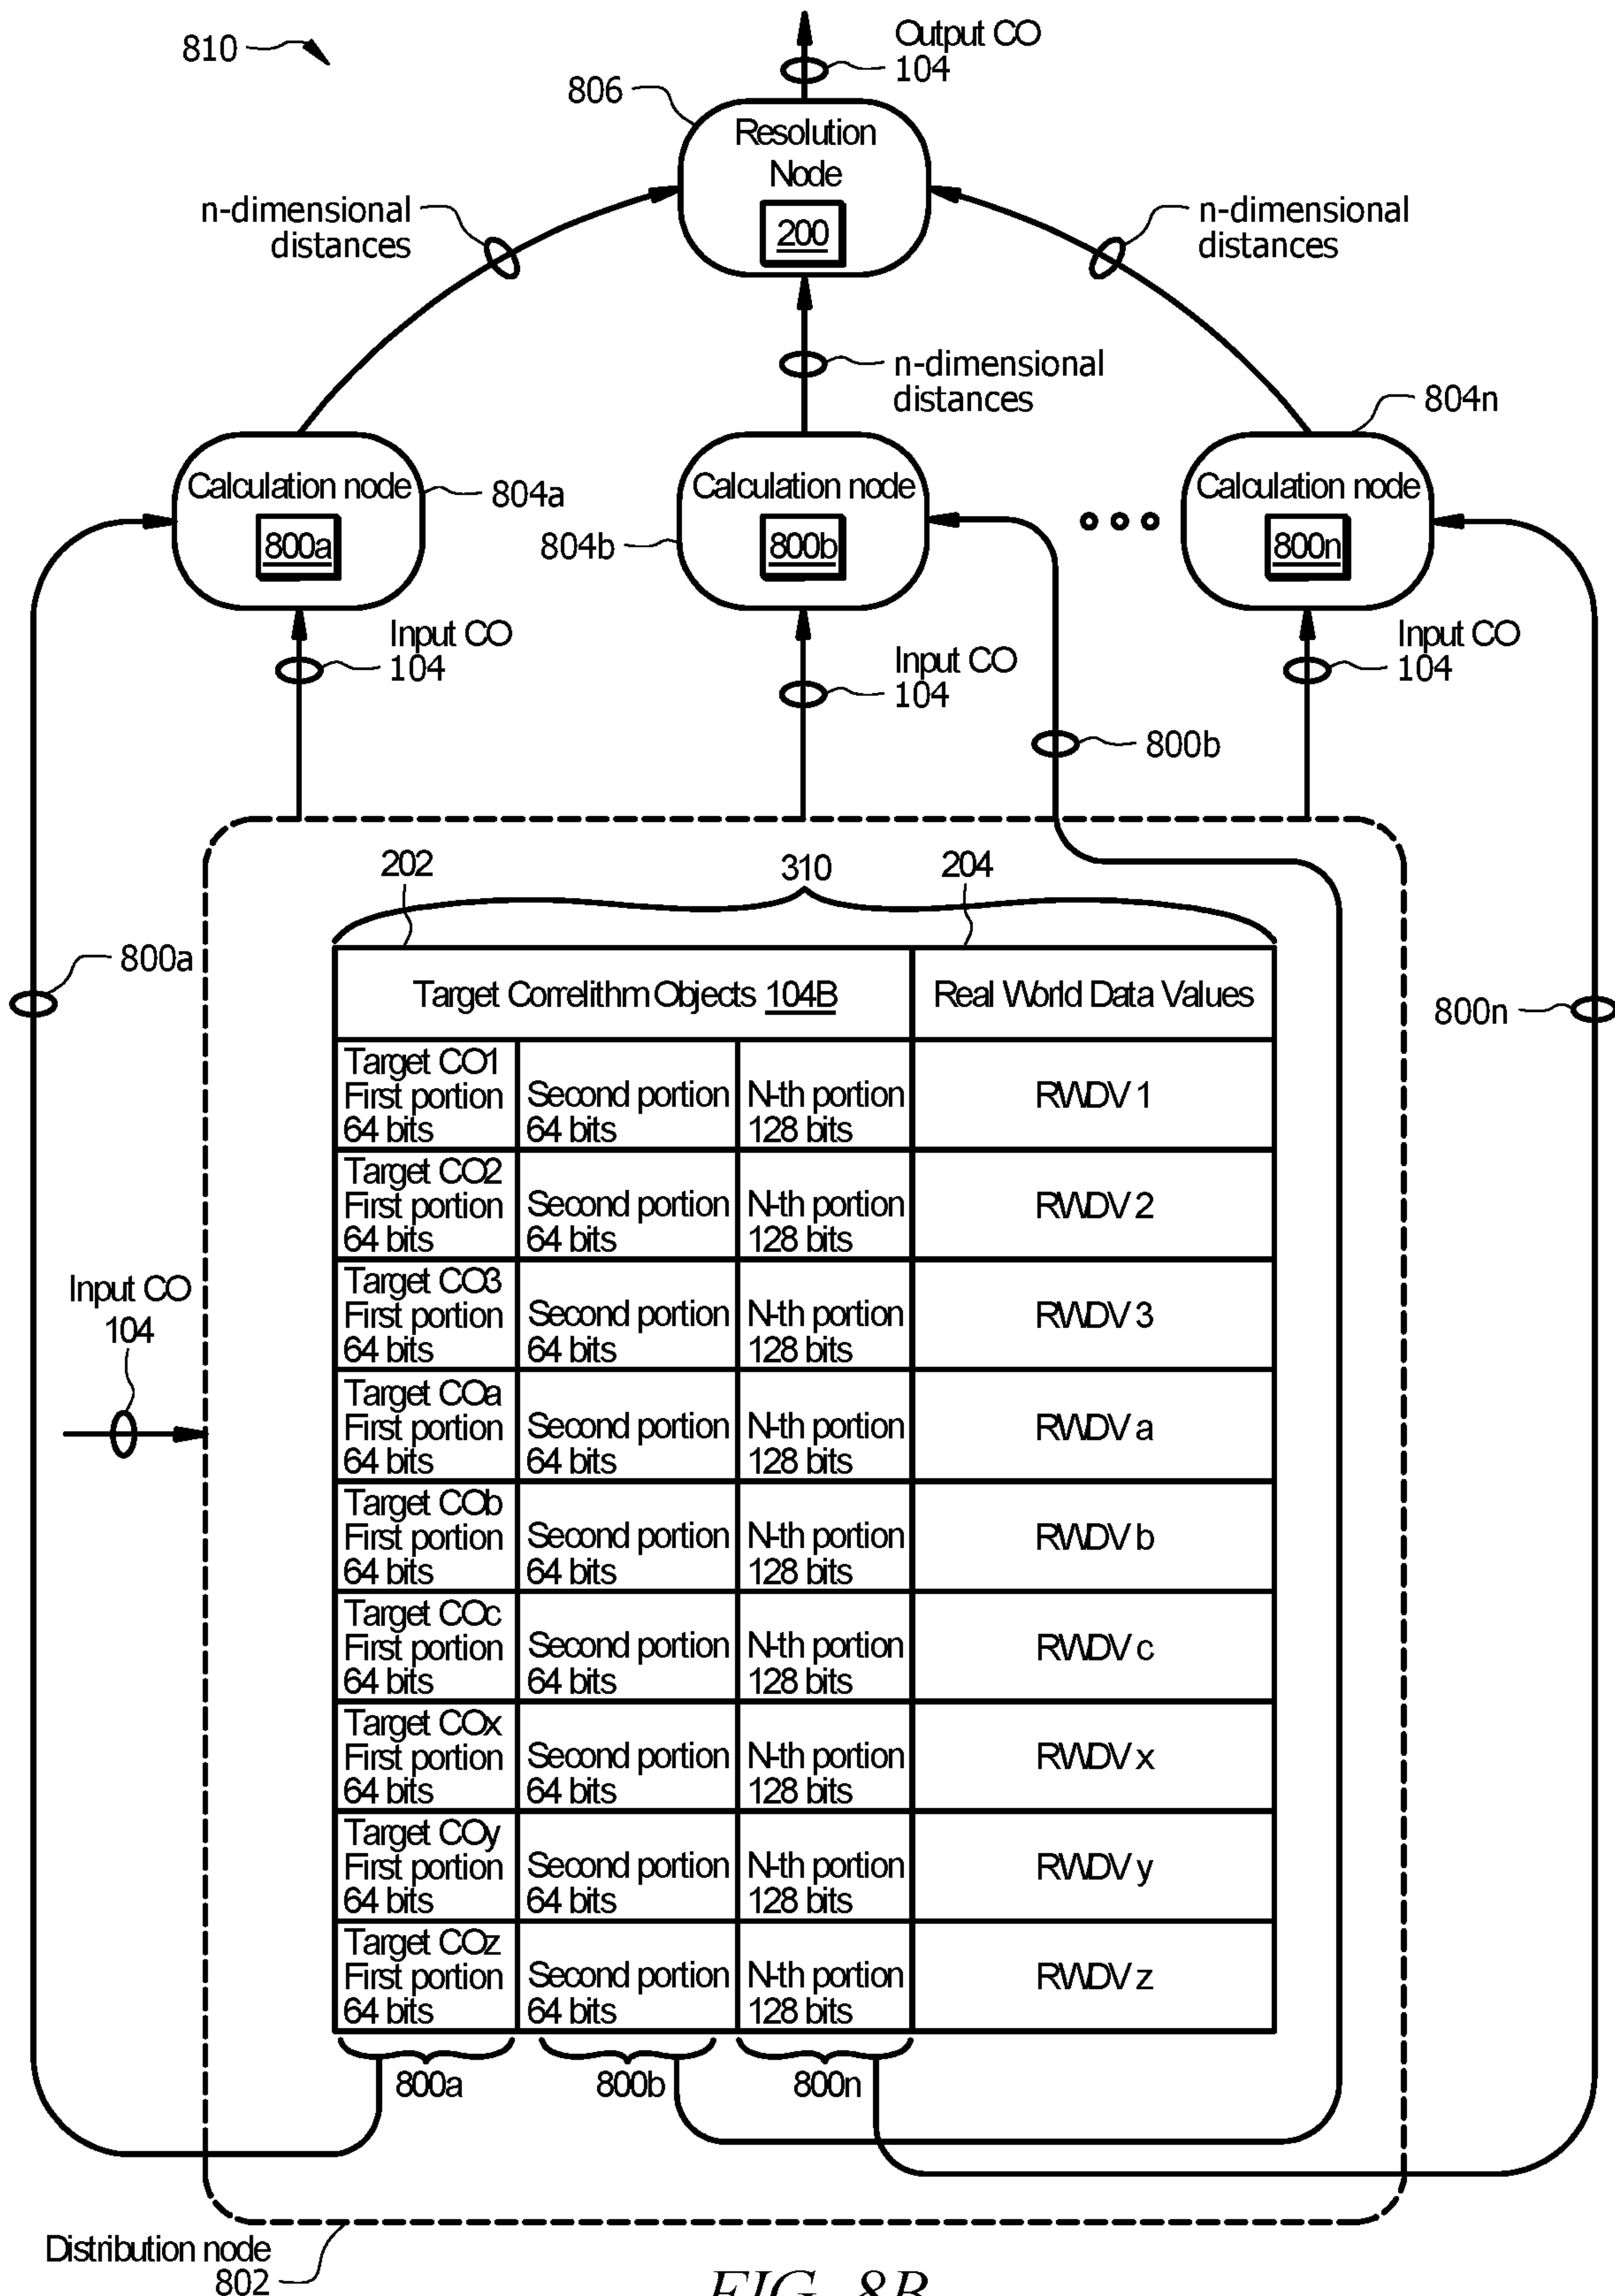 810
Output CO
104
806
Resolution
Node
200
n-dimensional
distances
n-dimensional
distances
n-dimensional
distances
804n
Calculation node
800a
804a
Calculation node
800b
804b
Calculation node
800n
Input CO
104
Input CO
104
Input CO
104
800b
202
310
204
800a
800n
Target Correlithm Objects 104B
Real World Data Values
Target CO1
First portion
64 bits
Second portion
64 bits
N-th portion
128 bits
RWDV 1
Target CO2
First portion
64 bits
Second portion
64 bits
N-th portion
128 bits
RWDV 2
Target CO3
First portion
64 bits
Second portion
64 bits
N-th portion
128 bits
RWDV 3
Target COa
First portion
64 bits
Second portion
64 bits
N-th portion
128 bits
RWDV a
Target COb
First portion
64 bits
Second portion
64 bits
N-th portion
128 bits
RWDV b
Target COc
First portion
64 bits
Second portion
64 bits
N-th portion
128 bits
RWDV c
Target COx
First portion
64 bits
Second portion
64 bits
N-th portion
128 bits
RWDV x
Target COy
First portion
64 bits
Second portion
64 bits
N-th portion
128 bits
RWDV y
Target COz
First portion
64 bits
Second portion
64 bits
N-th portion
128 bits
RWDV z
Input CO
104
800a
800b
800n
Distribution node
802
FIG. 8B